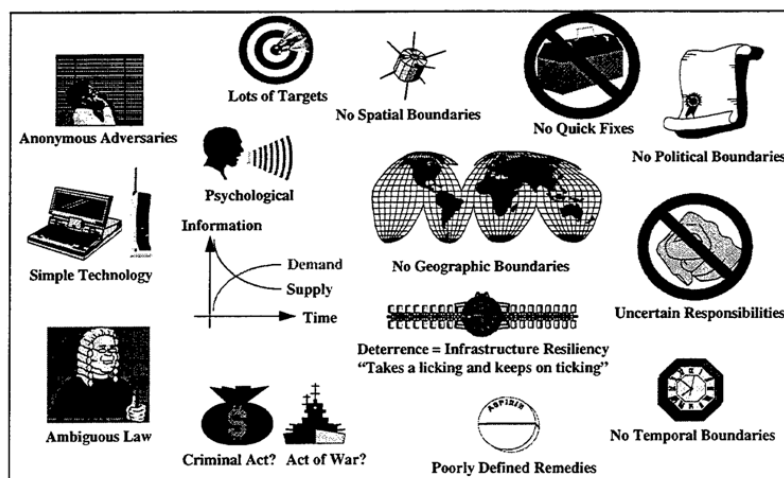 Lots of Targets
No Spatial Boundaries
No Quick Fixes
Anonymous Adversaries
No Political Boundaries
Psychological
Information
Demand
Supply
Time
Simple Technology
No Geographic Boundaries
Uncertain Responsibilities
Deterrence = Infrastructure Resiliency
“Takes a licking and keeps on ticking”
Ambiguous Law
$
Criminal Act?
Act of War?
ASPIRIN
Poorly Defined Remedies
No Temporal Boundaries